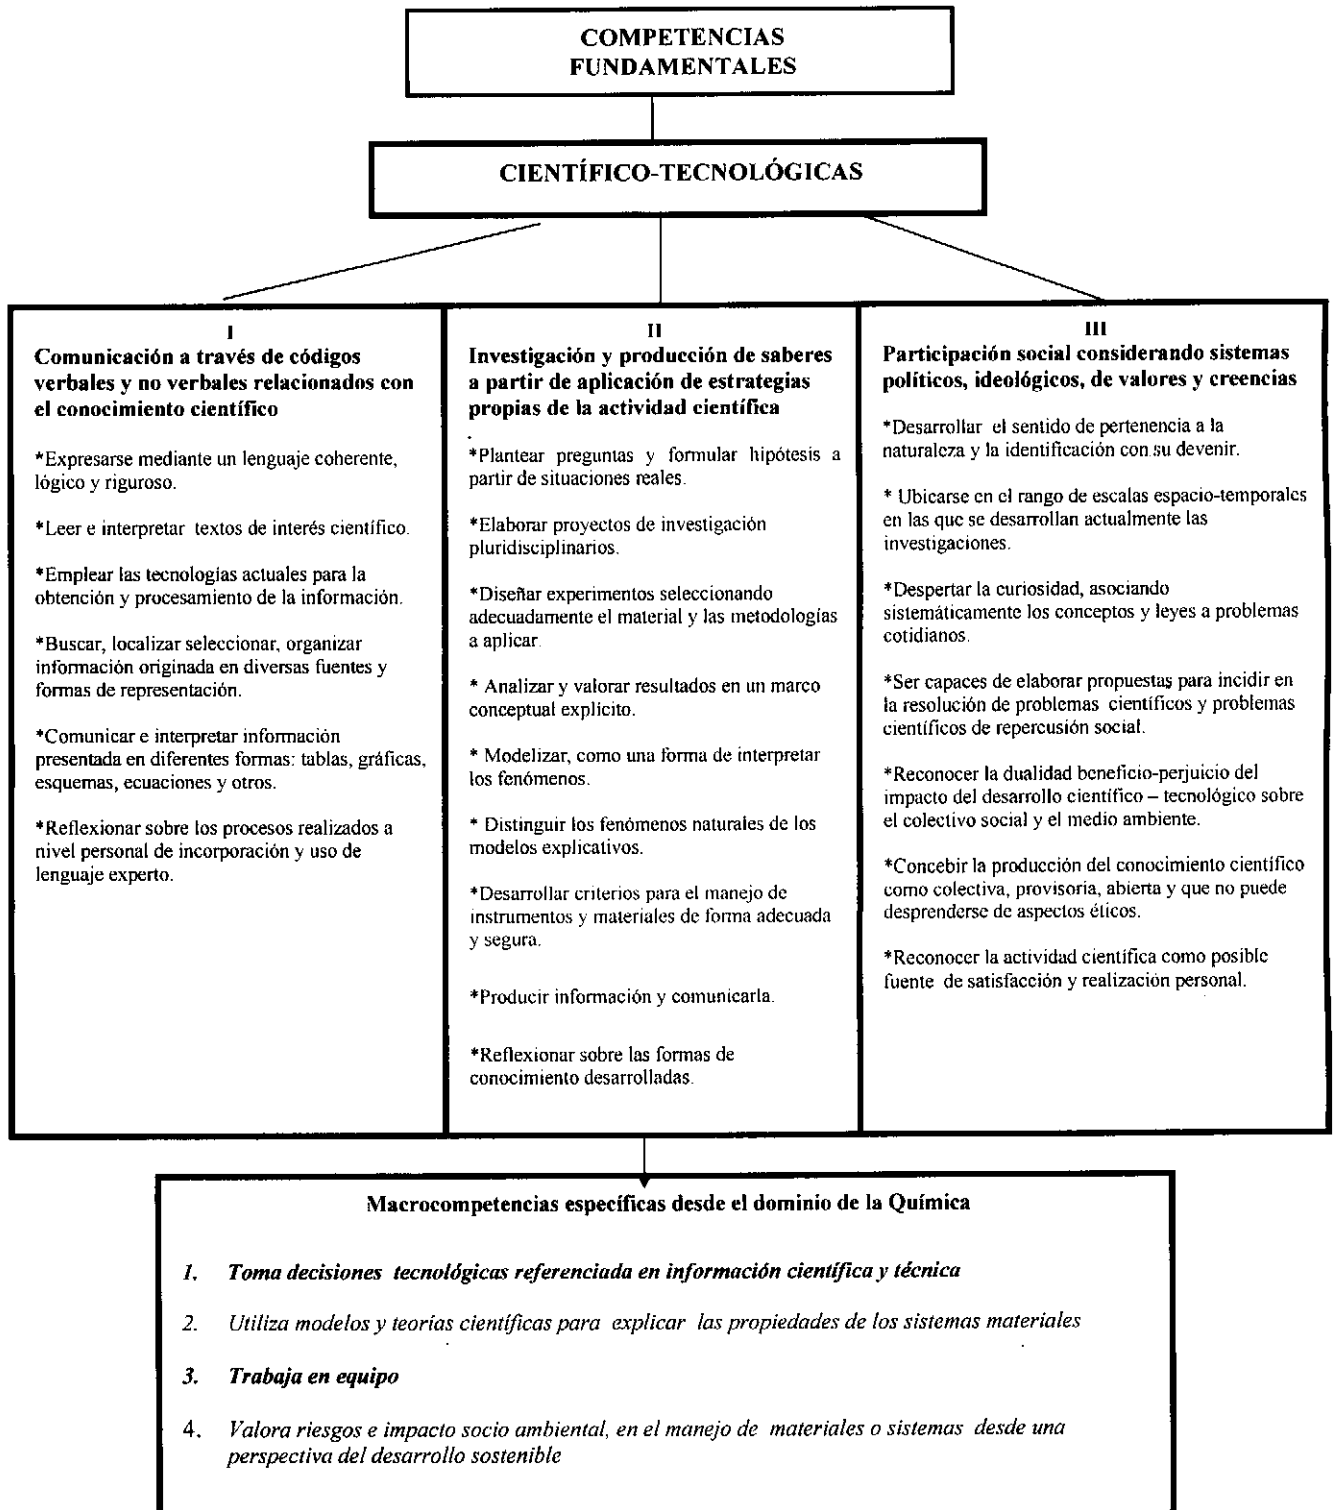 COMPETENCIAS
FUNDAMENTALES
CIENTÍFICO-TECNOLÓGICAS
I
Comunicación a través de códigos
verbales y no verbales relacionados con
el conocimiento científico
*Expresarse mediante un lenguaje coherente,
lógico y riguroso.
*Leer e interpretar textos de interés científico.
*Emplear las tecnologías actuales para la
obtención y procesamiento de la información.
*Buscar, localizar seleccionar, organizar
información originada en diversas fuentes y
formas de representación.
*Comunicar e interpretar información
presentada en diferentes formas: tablas, gráficas,
esquemas, ecuaciones y otros.
*Reflexionar sobre los procesos realizados a
nivel personal de incorporación y uso de
lenguaje experto.
II
Investigación y producción de saberes
a partir de aplicación de estrategias
propias de la actividad científica
*Plantear preguntas y formular hipótesis a
partir de situaciones reales.
*Elaborar proyectos de investigación
pluridisciplinarios.
*Diseñar experimentos seleccionando
adecuadamente el material y las metodologías
a aplicar.
* Analizar y valorar resultados en un marco
conceptual explícito.
* Modelizar, como una forma de interpretar
los fenómenos.
* Distinguir los fenómenos naturales de los
modelos explicativos.
*Desarrollar criterios para el manejo de
instrumentos y materiales de forma adecuada
y segura.
*Producir información y comunicarla.
*Reflexionar sobre las formas de
conocimiento desarrolladas.
III
Participación social considerando sistemas
políticos, ideológicos, de valores y creencias
*Desarrollar el sentido de pertenencia a la
naturaleza y la identificación con su devenir.
* Ubicarse en el rango de escalas espacio-temporales
en las que se desarrollan actualmente las
investigaciones.
*Despertar la curiosidad, asociando
sistemáticamente los conceptos y leyes a problemas
cotidianos.
*Ser capaces de elaborar propuestas para incidir en
la resolución de problemas científicos y problemas
científicos de repercusión social.
*Reconocer la dualidad beneficio-perjuicio del
impacto del desarrollo científico – tecnológico sobre
el colectivo social y el medio ambiente.
*Concebir la producción del conocimiento científico
como colectiva, provisoria, abierta y que no puede
desprenderse de aspectos éticos.
*Reconocer la actividad científica como posible
fuente de satisfacción y realización personal.
Macrocompetencias específicas desde el dominio de la Química
1. Toma decisiones tecnológicas referenciada en información científica y técnica
2. Utiliza modelos y teorías científicas para explicar las propiedades de los sistemas materiales
3. Trabaja en equipo
4. Valora riesgos e impacto socio ambiental, en el manejo de materiales o sistemas desde una
perspectiva del desarrollo sostenible